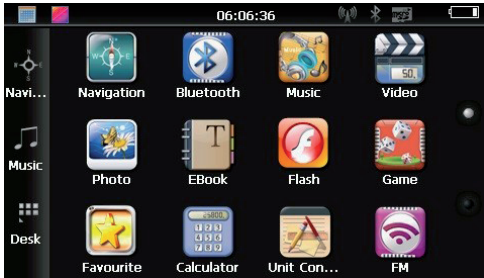 06:06:36
Navi...
Navigation
Bluetooth
Music
Video
50.
Music
Photo
T
EBook
Flash
Game
Desk
Favourite
Calculator
Unit Con...
FM